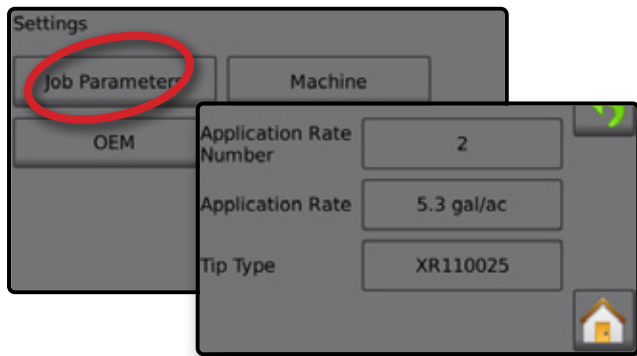 Settings
Job Parameters
Machine
OEM
Application Rate
Number
2
Application Rate
5.3 gal/ac
Tip Type
XR110025